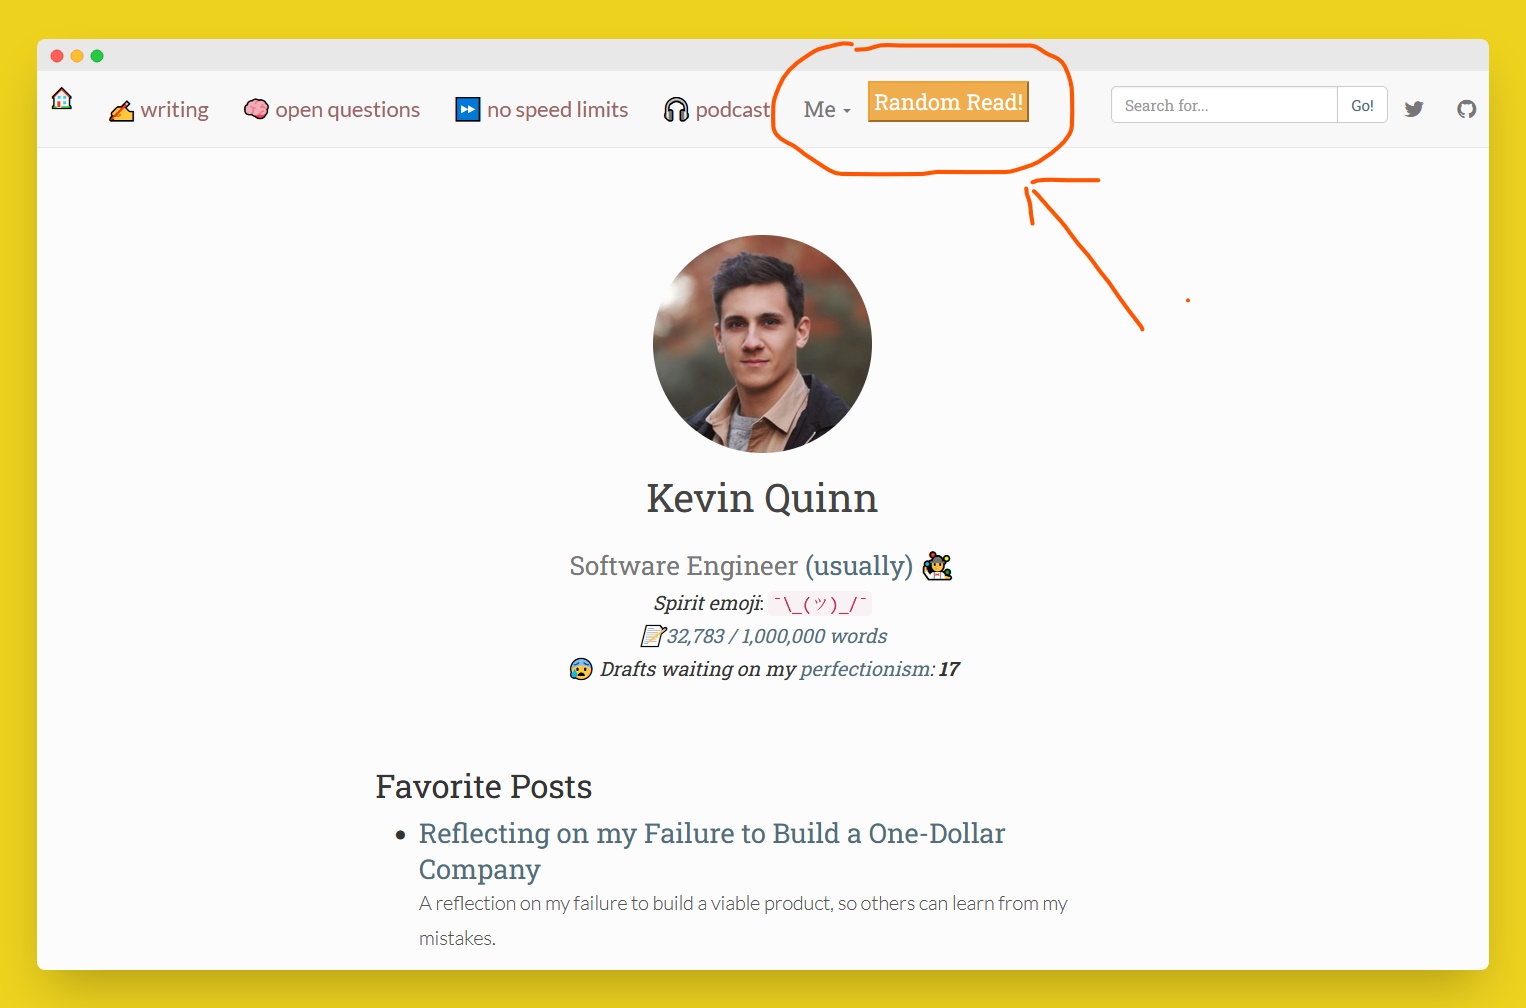 writing open questions no speed limits podcast Me Random Read! Search for... Go!
Kevin Quinn
Software Engineer (usually)
Spirit emoji: ¯\_(ツ)_/¯
32,783 / 1,000,000 words
Drafts waiting on my perfectionism: 17
Favorite Posts
Reflecting on my Failure to Build a One-Dollar
Company
A reflection on my failure to build a viable product, so others can learn from my
mistakes.